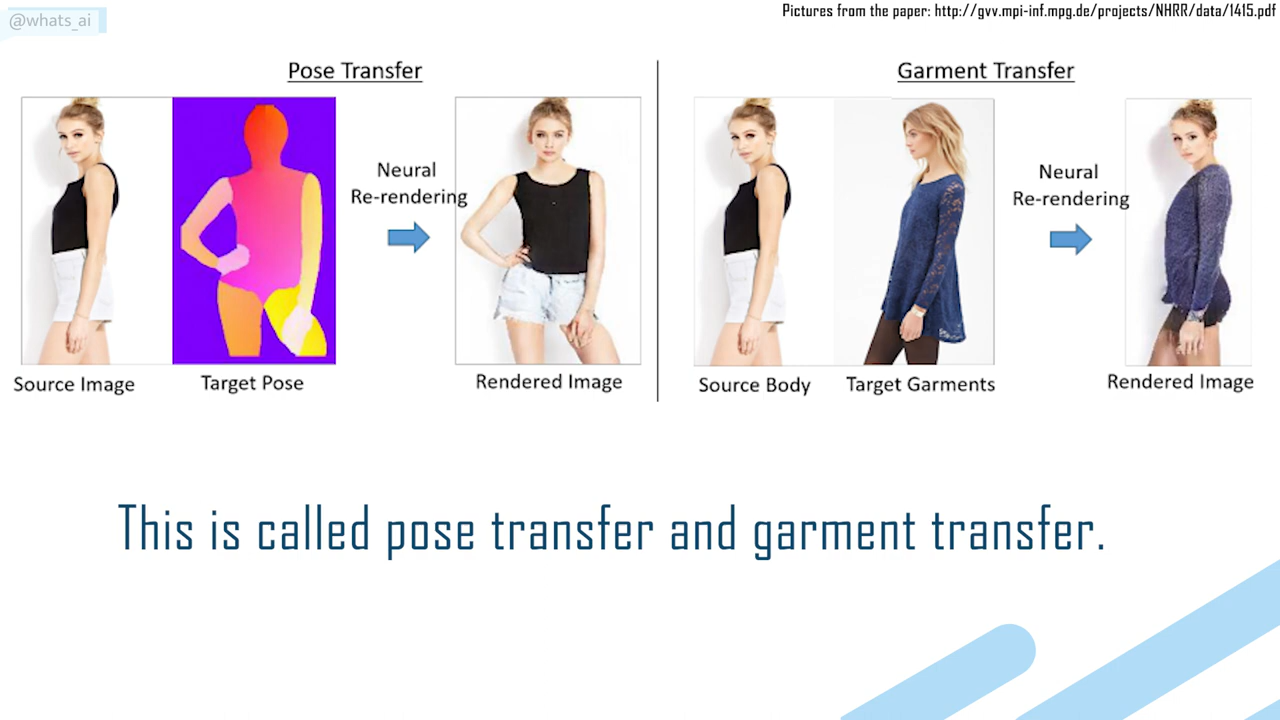 @whats_ai
Pictures from the paper: http://gvv.mpi-inf.mpg.de/projects/NHRR/data/1415.pdf
Pose Transfer
Neural
Re-rendering
Source Image
Target Pose
Rendered Image
Garment Transfer
Neural
Re-rendering
Source Body
Target Garments
Rendered Image
This is called pose transfer and garment transfer.